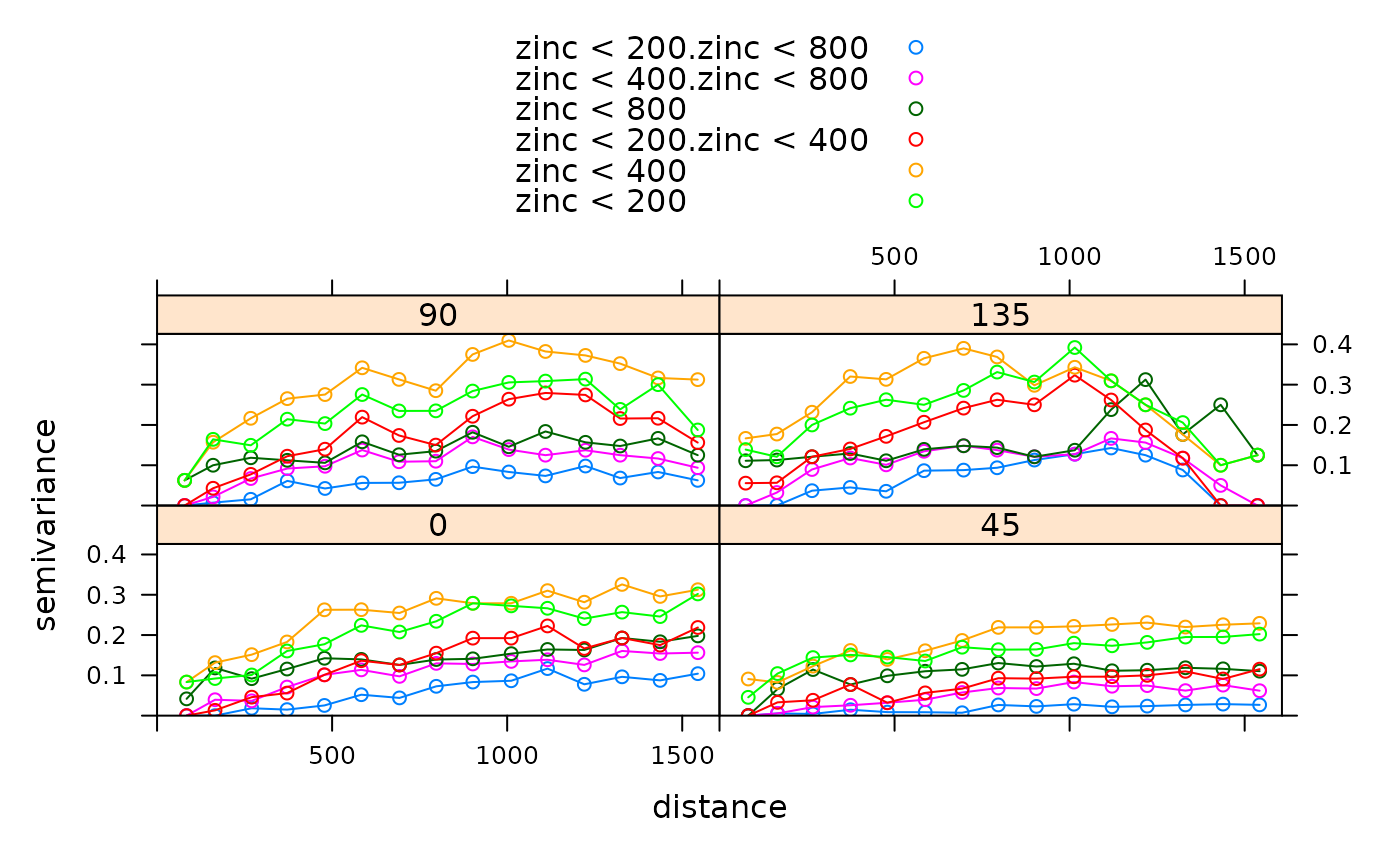 zinc < 200.zinc < 800
zinc < 400.zinc < 800
zinc < 800
zinc < 200.zinc < 400
zinc < 400
zinc < 200
500 1000 1500
90 135
0.4
0.3
0.2
0.1
0 45
0.4
0.3
0.2
0.1
semivariance
500 1000 1500
distance